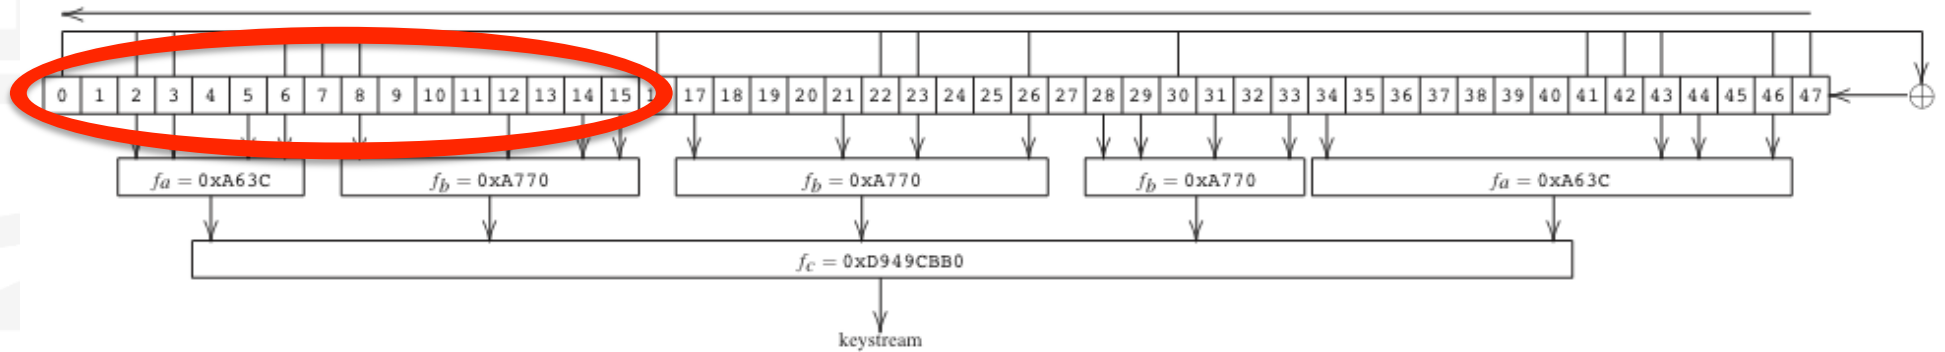 0 1 2 3 4 5 6 7 8 9 10 11 12 13 14 15 17 18 19 20 21 22 23 24 25 26 27 28 29 30 31 32 33 34 35 36 37 38 39 40 41 42 43 44 45 46 47
fa = 0xA63C fb = 0xA770 fb = 0xA770 fb = 0xA770 fa = 0xA63C
fc = 0xD949CBB0
keystream